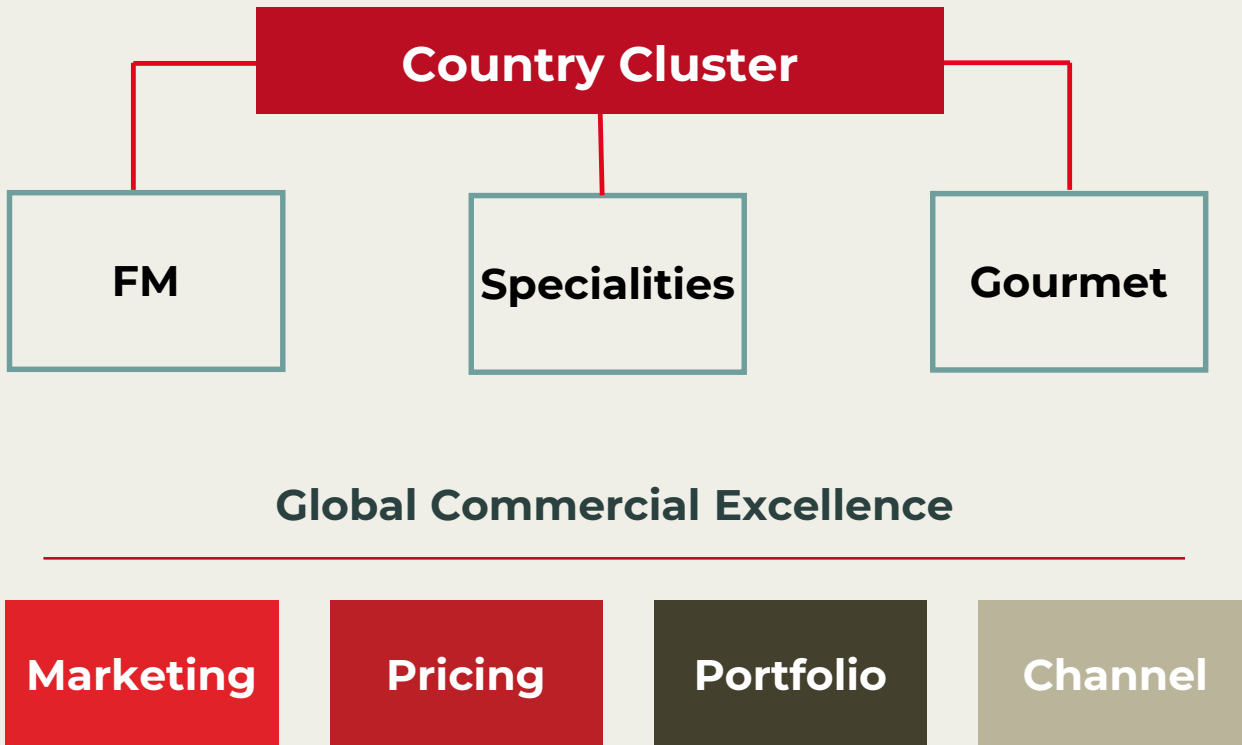 Country Cluster
FM
Specialities
Gourmet
Global Commercial Excellence
Marketing
Pricing
Portfolio
Channel